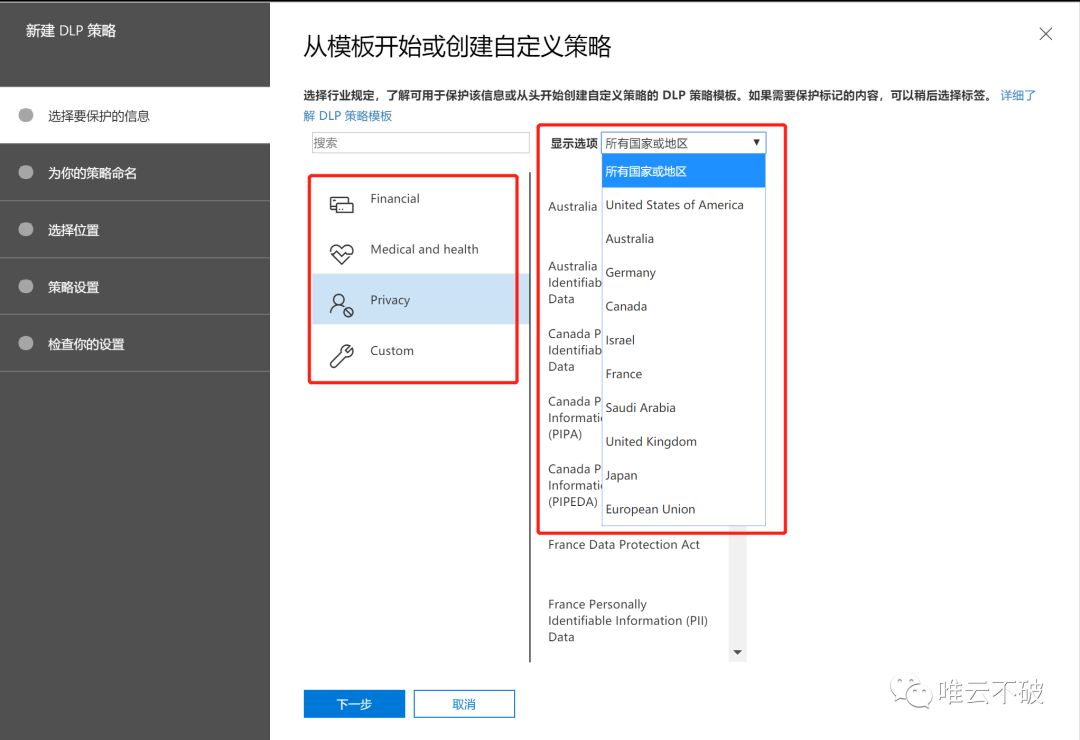 新建 DLP 策略
选择要保护的信息
为你的策略命名
选择位置
策略设置
检查你的设置
从模板开始或创建自定义策略
选择行业规定，了解可用于保护该信息或从头开始创建自定义策略的 DLP 策略模板。如果需要保护标记的内容，可以稍后选择标签。 详细了
解 DLP 策略模板
搜索
Financial
Medical and health
Privacy
Custom
显示选项 所有国家或地区
所有国家或地区
United States of America
Australia
Germany
Canada
Israel
France
Saudi Arabia
United Kingdom
Japan
European Union
Australia
Australia
Identifiab
Data
Canada P
Identifiab
Data
Canada P
Informati
(PIPA)
Canada P
Informati
(PIPEDA)
France Data Protection Act
France Personally
Identifiable Information (PII)
Data
下一步
取消
唯云不破